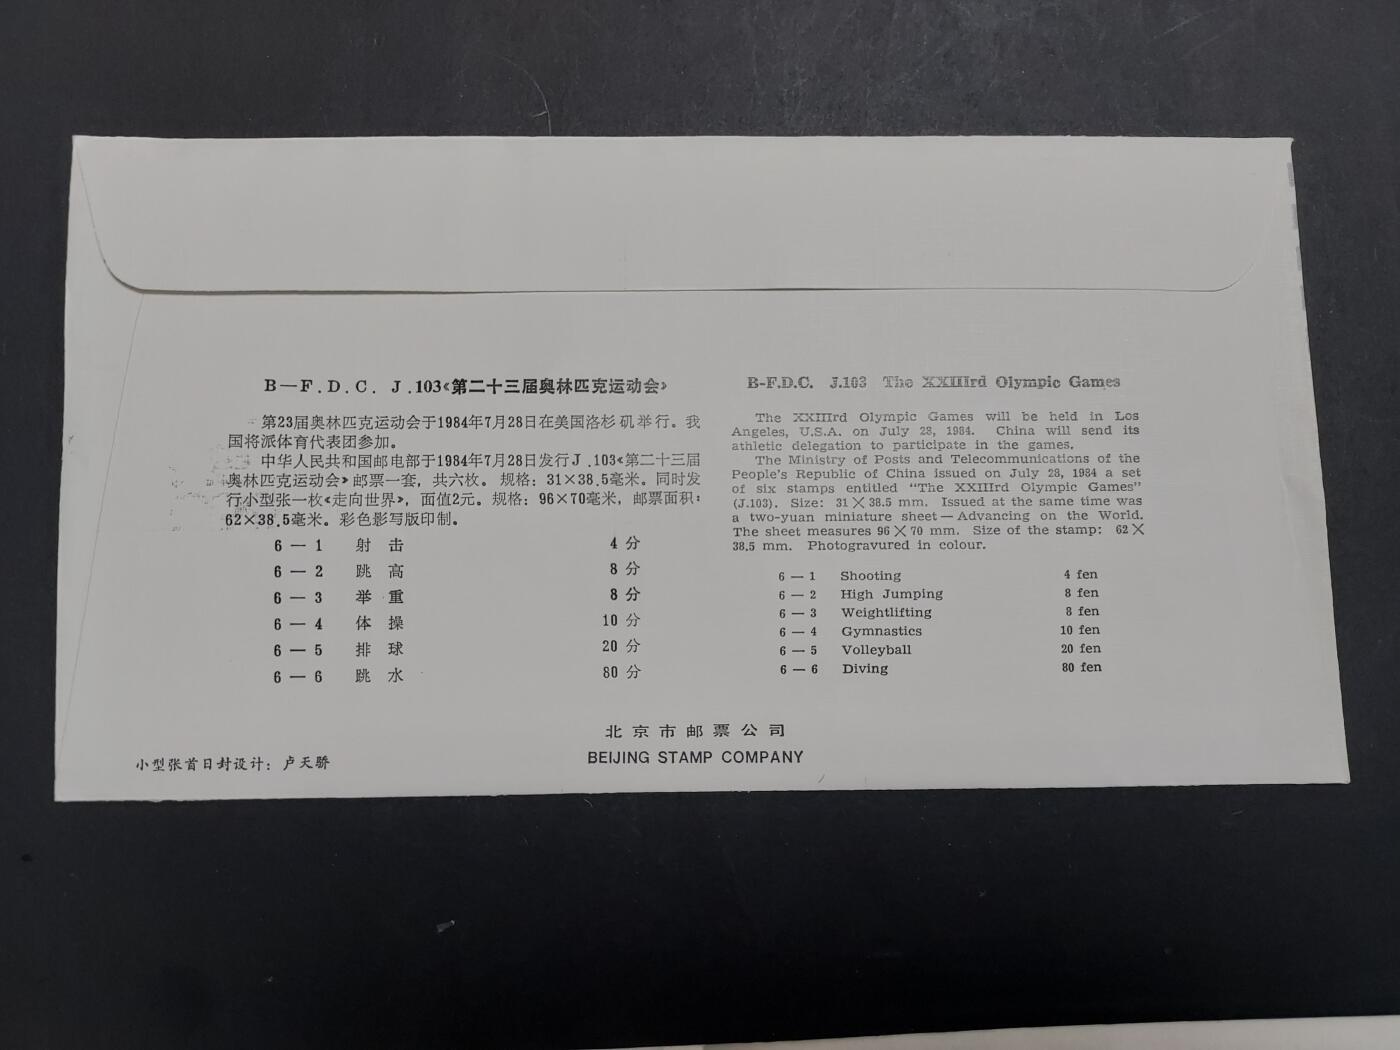 B—F.D.C. J.103《第二十三届奥林匹克运动会》
第23届奥林匹克运动会于1984年7月28日在美国洛杉矶举行。我
国将派体育代表团参加。
中华人民共和国邮电部于1984年7月28日发行J.103《第二十三届
奥林匹克运动会》邮票一套，共六枚。规格：31×38.5毫米。同时发
行小型张一枚《走向世界》，面值2元。规格：96×70毫米，邮票面积：
62×38.5毫米。彩色影写版印制。
6—1 射击 4分
6—2 跳高 8分
6—3 举重 8分
6—4 体操 10分
6—5 排球 20分
6—6 跳水 80分
B-F.D.C. J.103 The XXIIIrd Olympic Games
The XXIIIrd Olympic Games will be held in Los
Angeles, U.S.A. on July 28, 1984. China will send its
athletic delegation to participate in the games.
The Ministry of Posts and Telecommunications of the
People's Republic of China issued on July 28, 1984 a set
of six stamps entitled "The XXIIIrd Olympic Games"
(J.103). Size: 31×38.5 mm. Issued at the same time was
a two-yuan miniature sheet—Advancing on the World.
The sheet measures 96×70 mm. Size of the stamp: 62×
38.5 mm. Photogravured in colour.
6—1 Shooting 4 fen
6—2 High Jumping 8 fen
6—3 Weightlifting 8 fen
6—4 Gymnastics 10 fen
6—5 Volleyball 20 fen
6—6 Diving 80 fen
北京市邮票公司
BEIJING STAMP COMPANY
小型张首日封设计：卢天骄